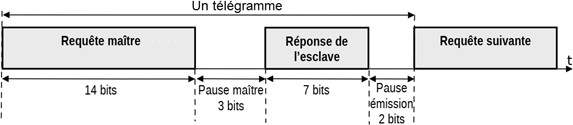 Un télégramme
Requête maître
Réponse de
l'esclave
Requête suivante
t
14 bits
Pause maître
3 bits
7 bits
Pause
émission
2 bits